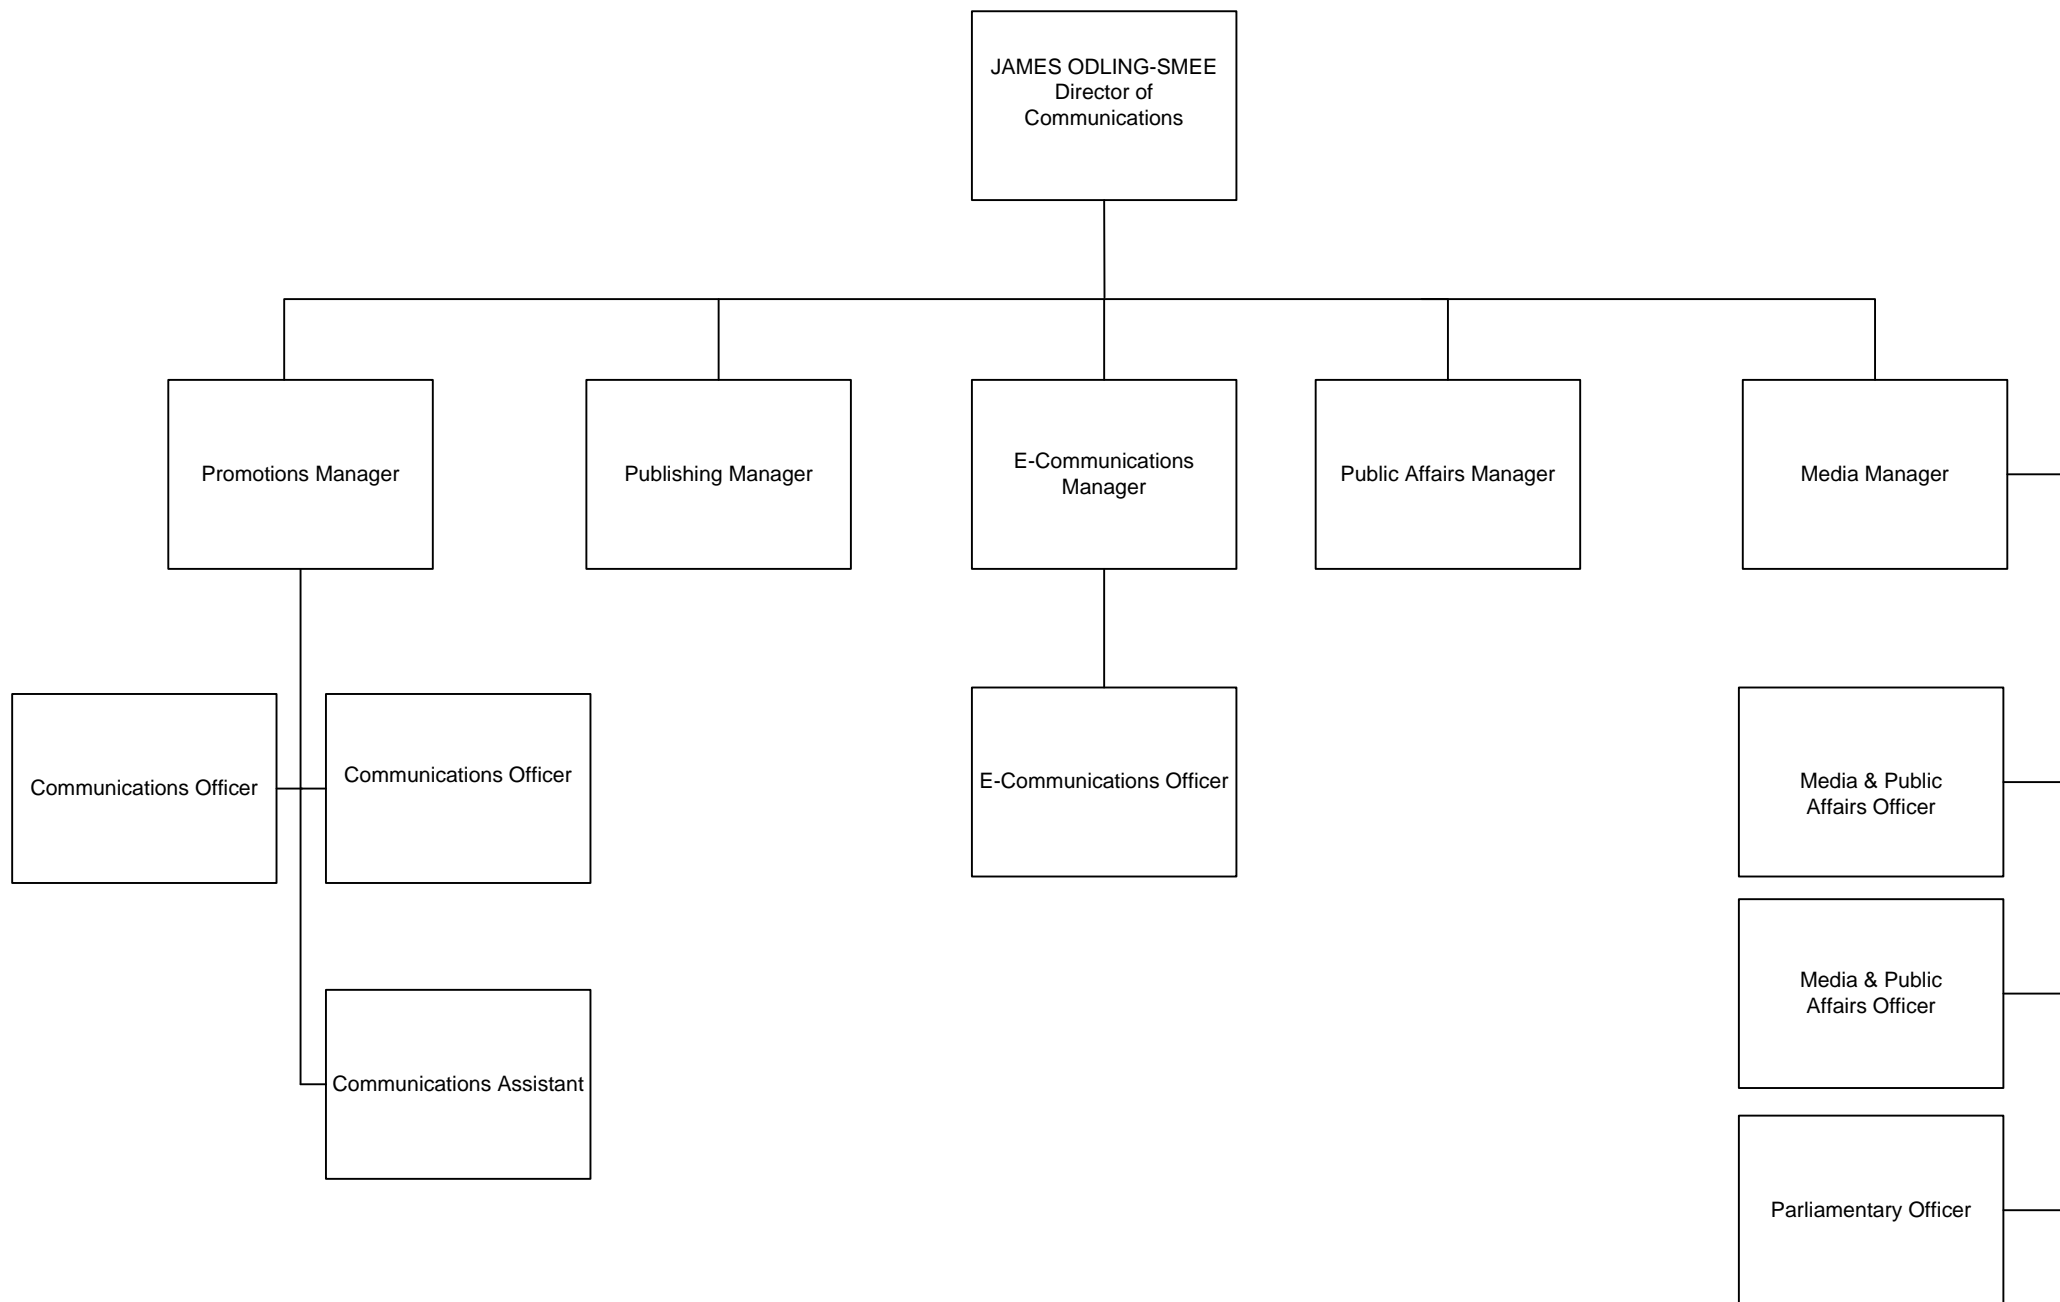 JAMES ODLING-SMEE
Director of
Communications
Promotions Manager
Publishing Manager
E-Communications
Manager
Public Affairs Manager
Media Manager
Communications Officer
Communications Officer
E-Communications Officer
Media & Public
Affairs Officer
Media & Public
Affairs Officer
Communications Assistant
Parliamentary Officer